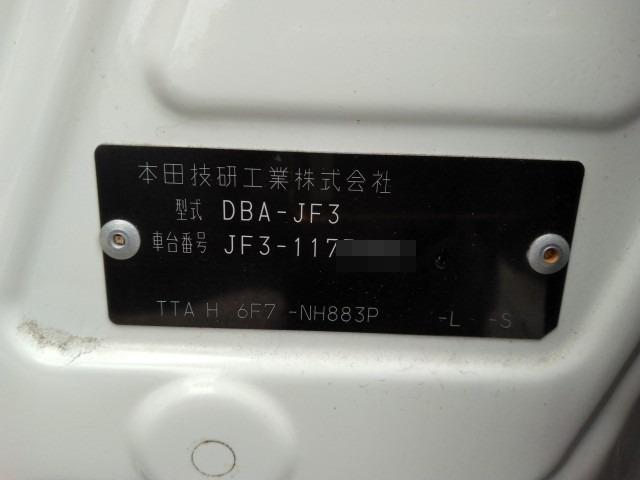 本田技研工業株式会社
型式 DBA-JF3
車台番号 JF3-117
TTA H 6F7 -NH883P -L -S